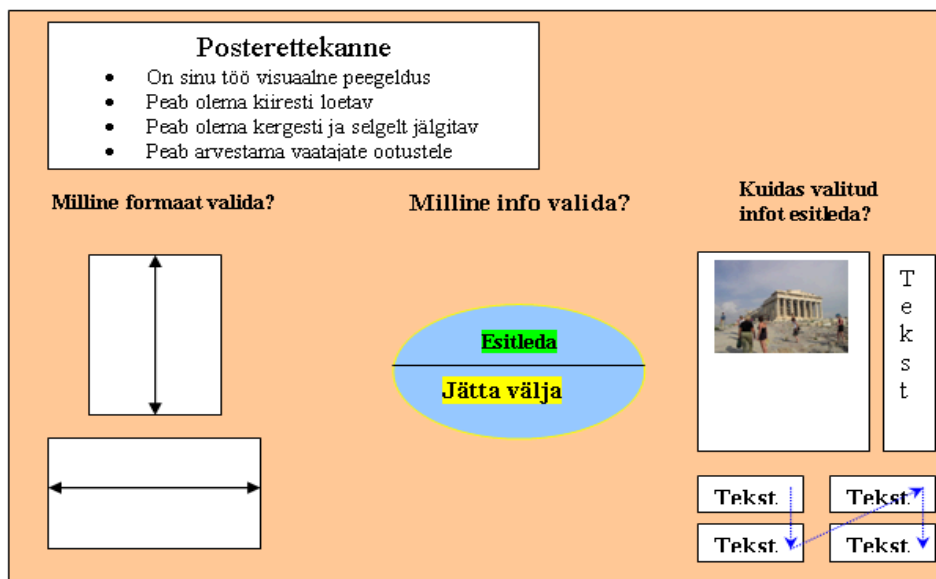 Posterettekanne
• On sinu töö visuaalne peegeldus
• Peab olema kiiresti loetav
• Peab olema kergesti ja selgelt jälgitav
• Peab arvestama vaatajate ootustele
Milline formaat valida?
Milline info valida?
Esitleda
Jätta välja
Kuidas valitud
infot esitleda?
T
e
k
s
t
Tekst.
Tekst.
Tekst.
Tekst.